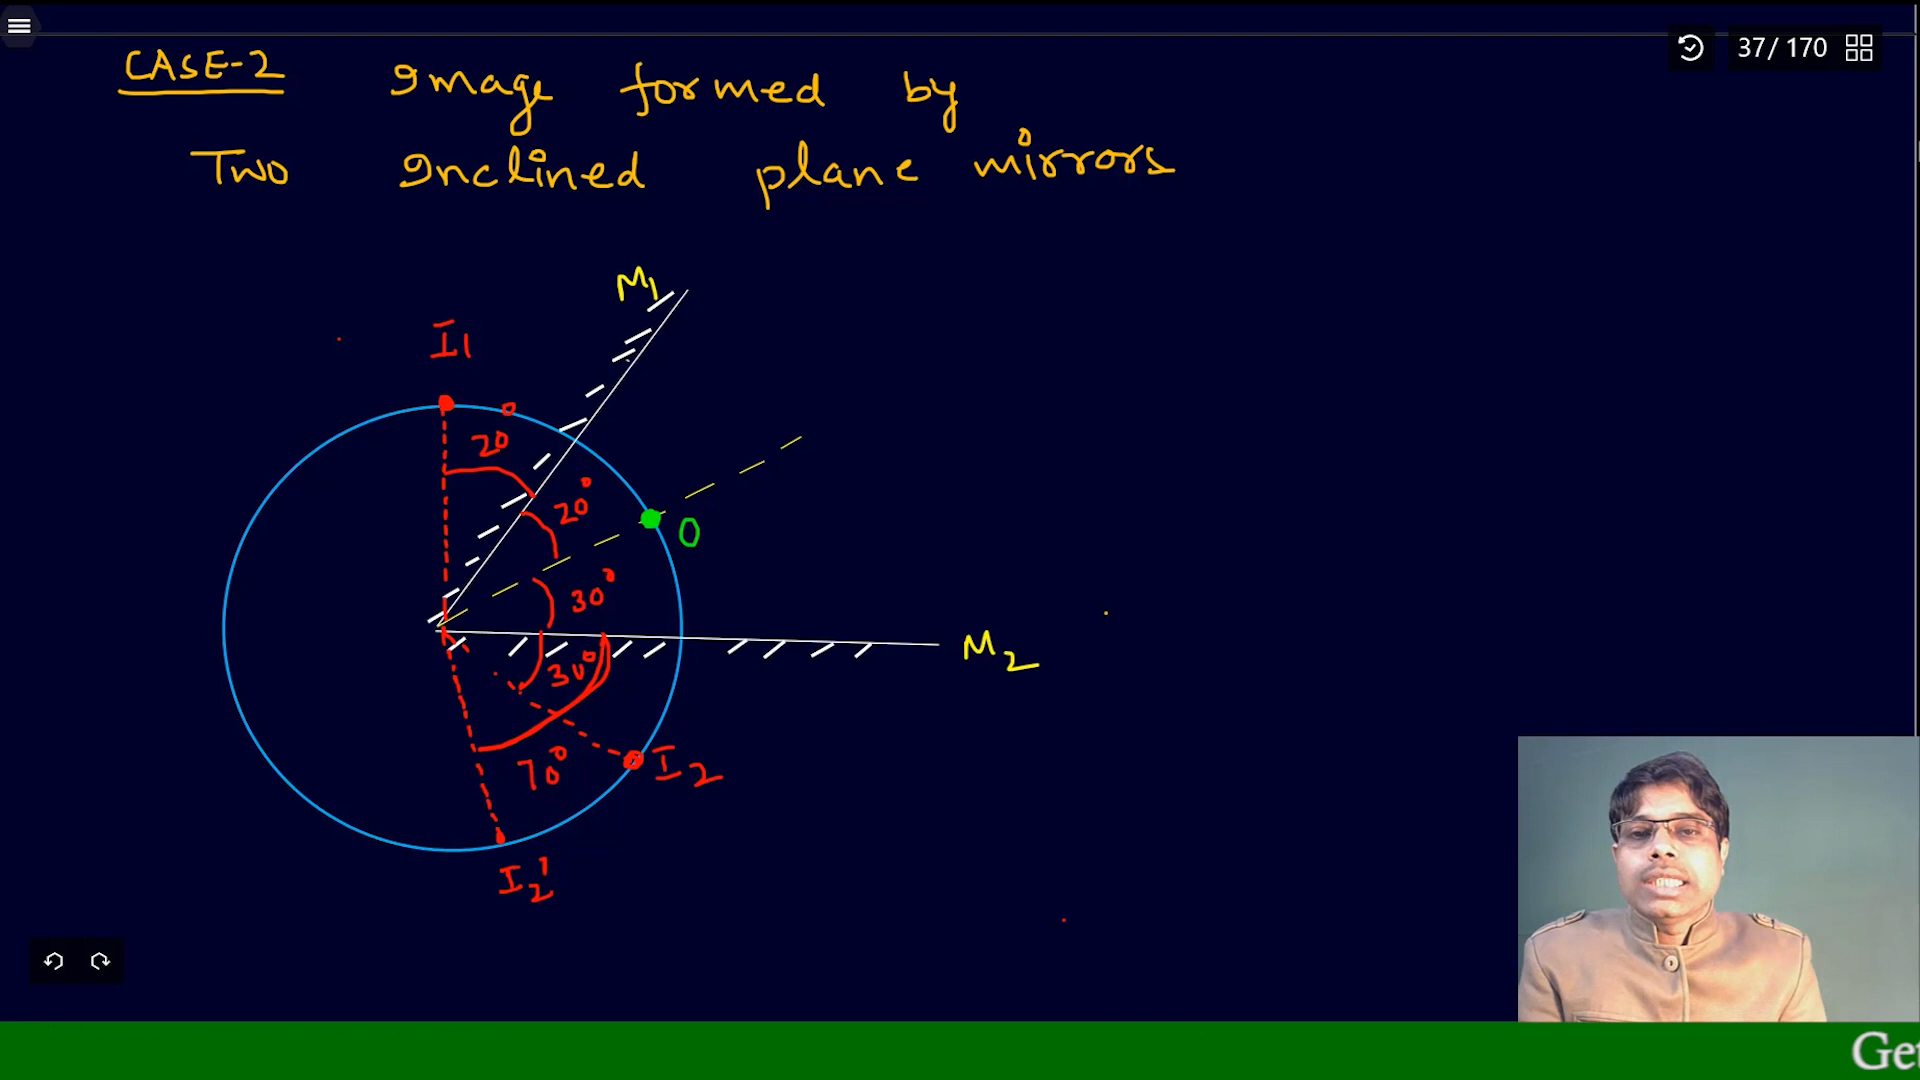 CASE-2 Image formed by
Two Inclined plane mirrors
37/170
M1
I1
20°
20°
O
30°
M2
30°
70°
I2
I2'
Get